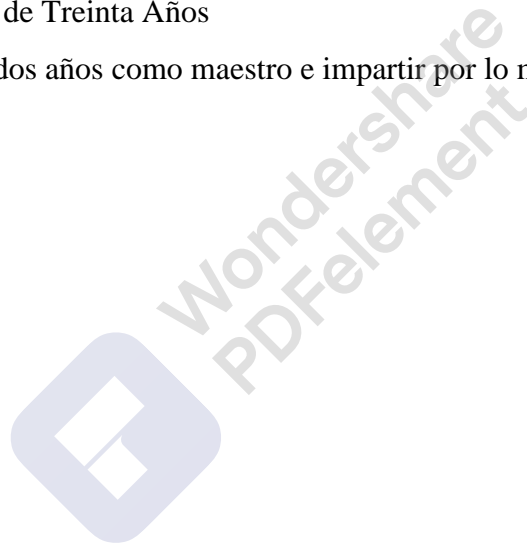 de Treinta Años
dos años como maestro e impartir por lo
Wondershare
PDFelement